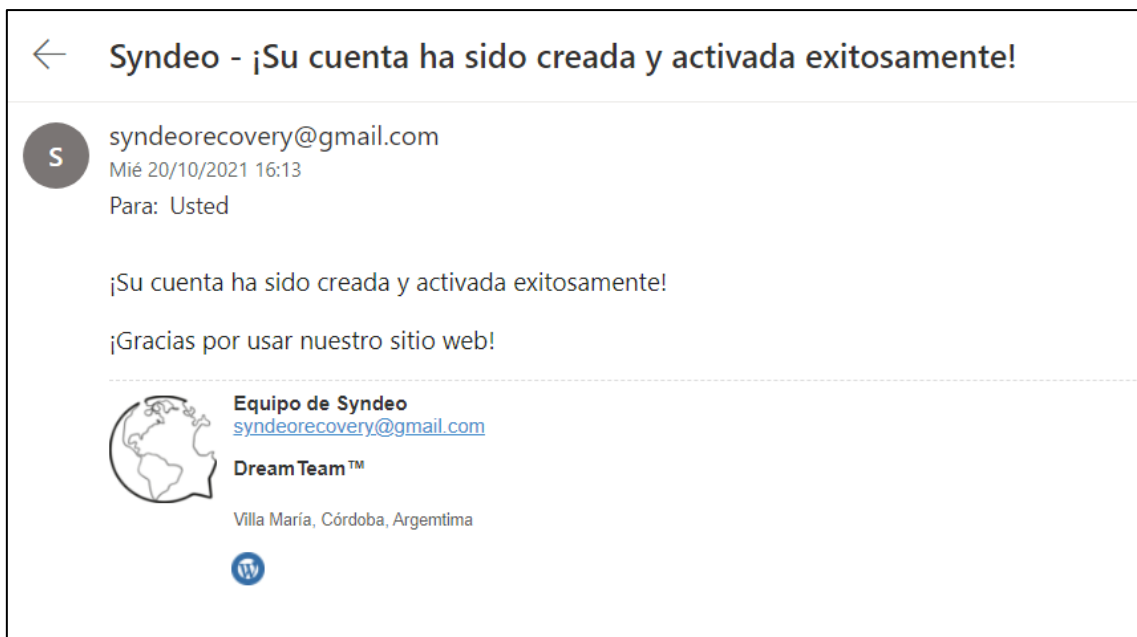 Syndeo - ¡Su cuenta ha sido creada y activada exitosamente!
S
syndeorecovery@gmail.com
Mié 20/10/2021 16:13
Para: Usted
¡Su cuenta ha sido creada y activada exitosamente!
¡Gracias por usar nuestro sitio web!
Equipo de Syndeo
syndeorecovery@gmail.com
DreamTeam™
Villa María, Córdoba, Argemtima